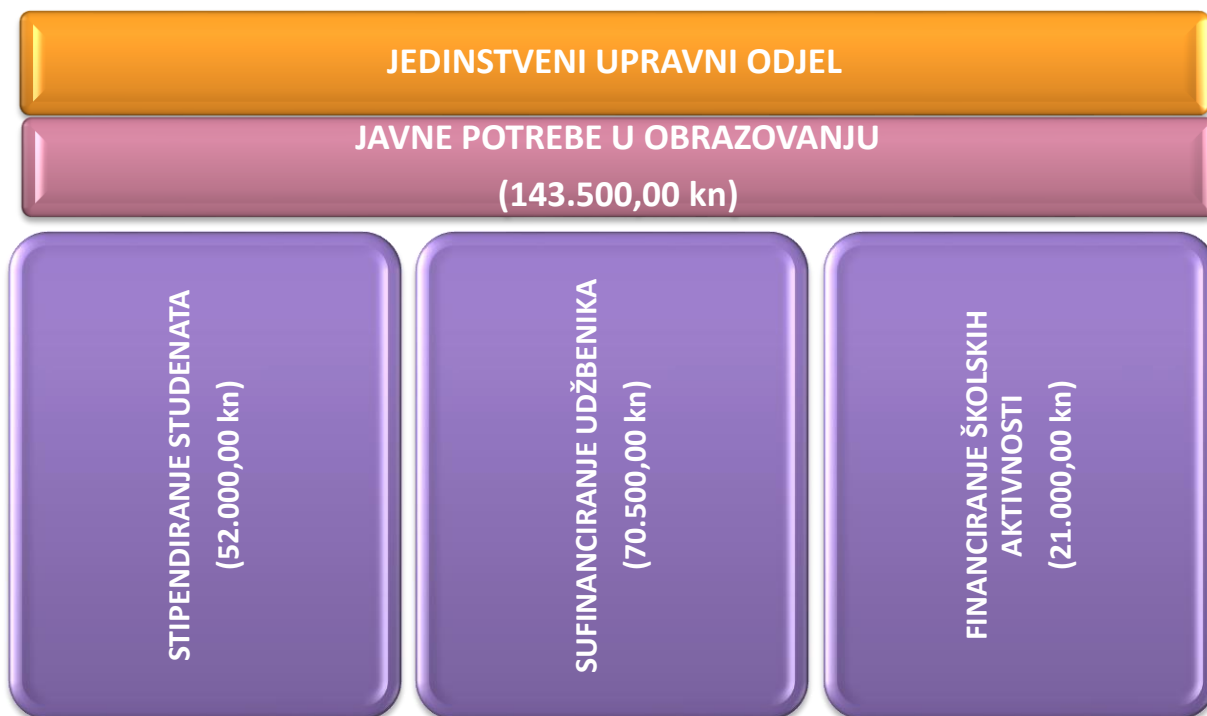 JEDINSTVENI UPRAVNI ODJEL
JAVNE POTREBE U OBRAZOVANJU
(143.500,00 kn)
STIPENDIRANJE STUDENATA
(52.000,00 kn)
SUFINANCIRANJE UDŽBENIKA
(70.500,00 kn)
FINANCIRANJE ŠKOLSKIH
AKTIVNOSTI
(21.000,00 kn)